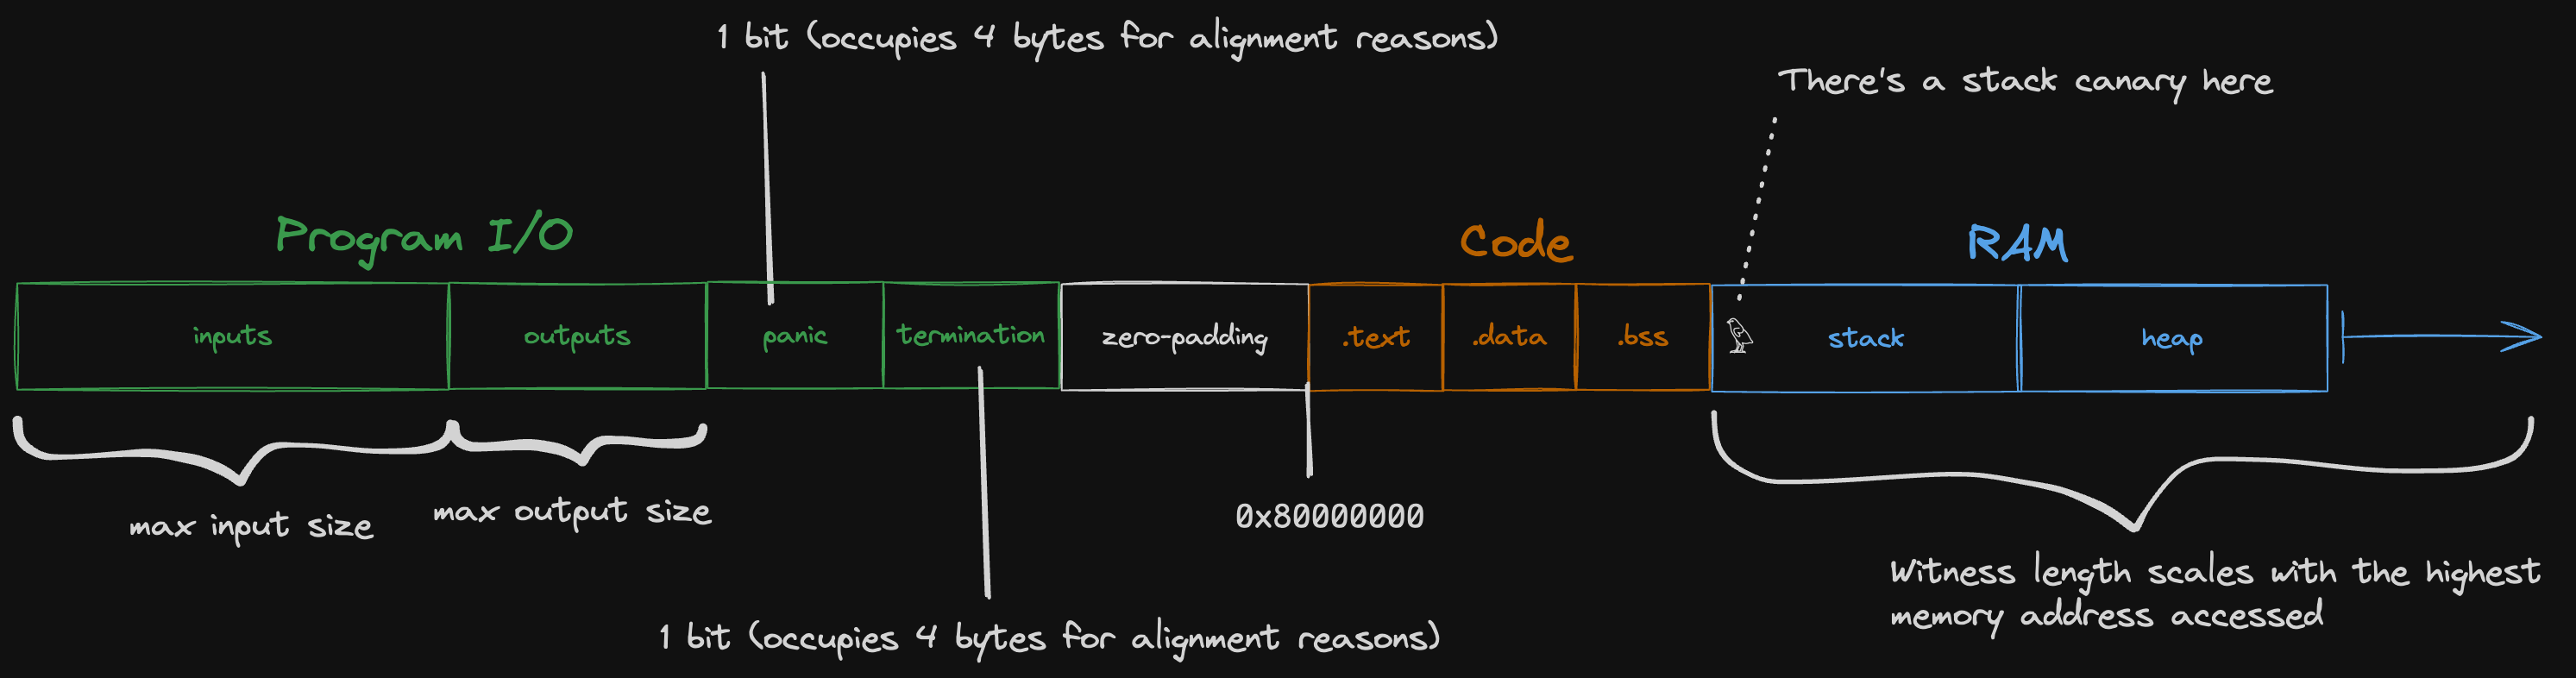 1 bit (occupies 4 bytes for alignment reasons)
There's a stack canary here
Program I/O
Code
RAM
inputs
outputs
panic
termination
zero-padding
.text
.data
.bss
stack
heap
max input size
max output size
0x80000000
Witness length scales with the highest
memory address accessed
1 bit (occupies 4 bytes for alignment reasons)